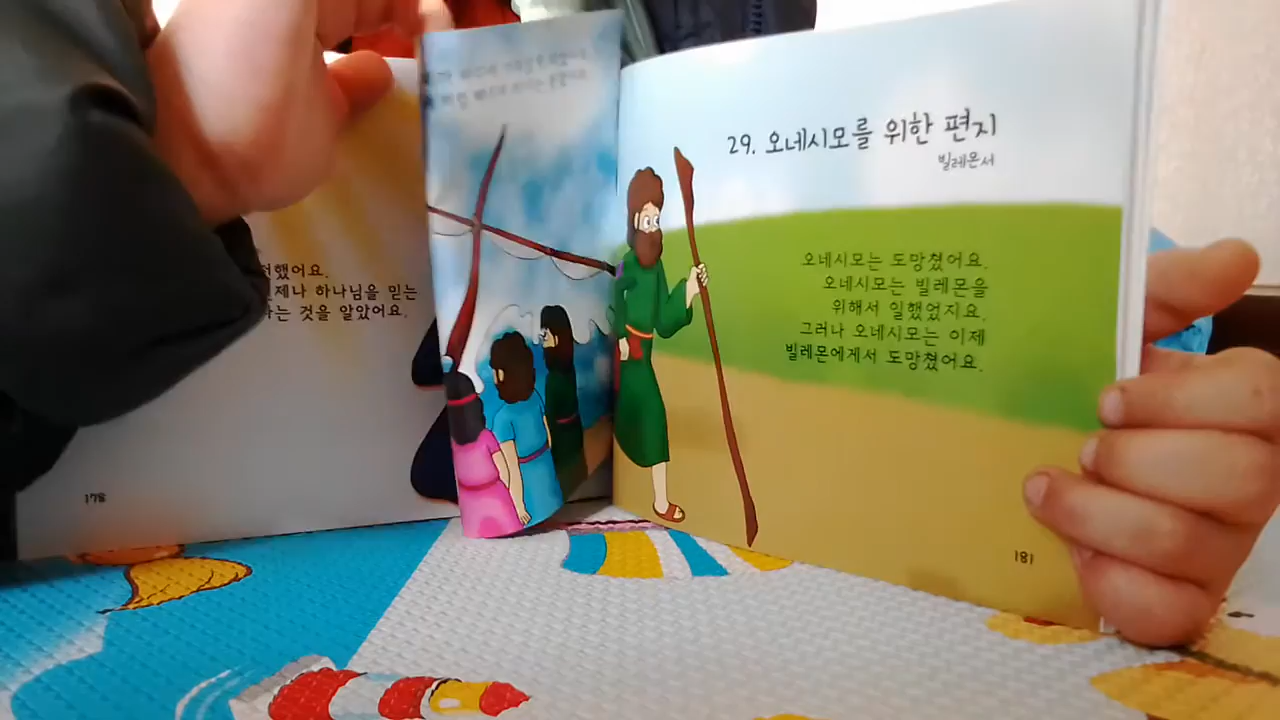 했어요.
하나님을 믿는
것을 알았어요.
178
29. 오네시모를 위한 편지
빌레몬서
오네시모는 도망쳤어요.
오네시모는 빌레몬을
위해서 일했었지요.
그러나 오네시모는 이제
빌레몬에게서 도망쳤어요.
181